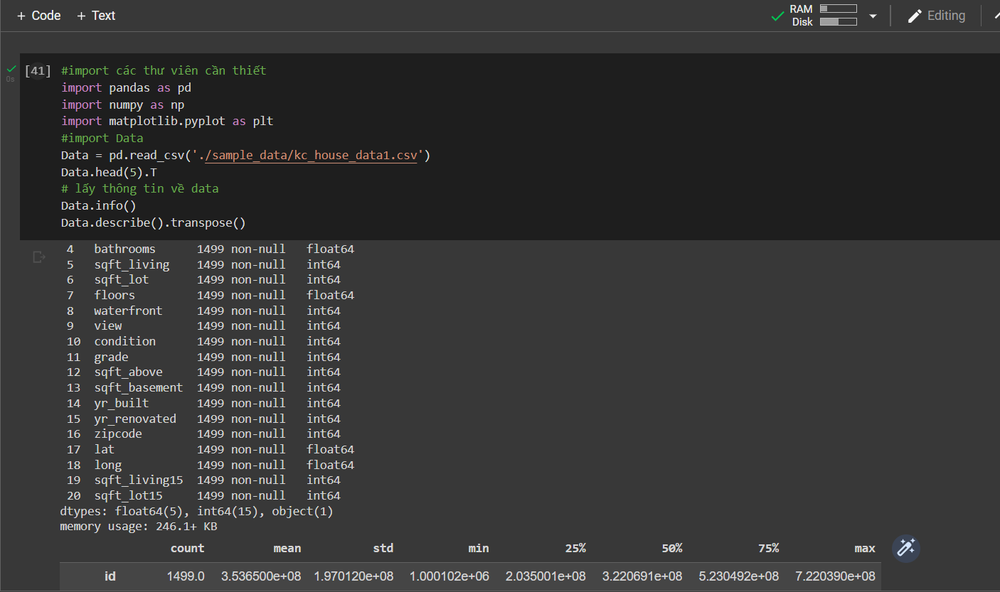 + Code + Text
RAM
Disk
Editing
0s
[41] #import các thư viên cần thiết
import pandas as pd
import numpy as np
import matplotlib.pyplot as plt
#import Data
Data = pd.read_csv('./sample_data/kc_house_data1.csv')
Data.head(5).T
# lấy thông tin về data
Data.info()
Data.describe().transpose()
4 bathrooms 1499 non-null float64
5 sqft_living 1499 non-null int64
6 sqft_lot 1499 non-null int64
7 floors 1499 non-null float64
8 waterfront 1499 non-null int64
9 view 1499 non-null int64
10 condition 1499 non-null int64
11 grade 1499 non-null int64
12 sqft_above 1499 non-null int64
13 sqft_basement 1499 non-null int64
14 yr_built 1499 non-null int64
15 yr_renovated 1499 non-null int64
16 zipcode 1499 non-null int64
17 lat 1499 non-null float64
18 long 1499 non-null float64
19 sqft_living15 1499 non-null int64
20 sqft_lot15 1499 non-null int64
dtypes: float64(5), int64(15), object(1)
memory usage: 246.1+ KB
count mean std min 25% 50% 75% max
id 1499.0 3.536500e+08 1.970120e+08 1.000102e+06 2.035001e+08 3.220691e+08 5.230492e+08 7.220390e+08